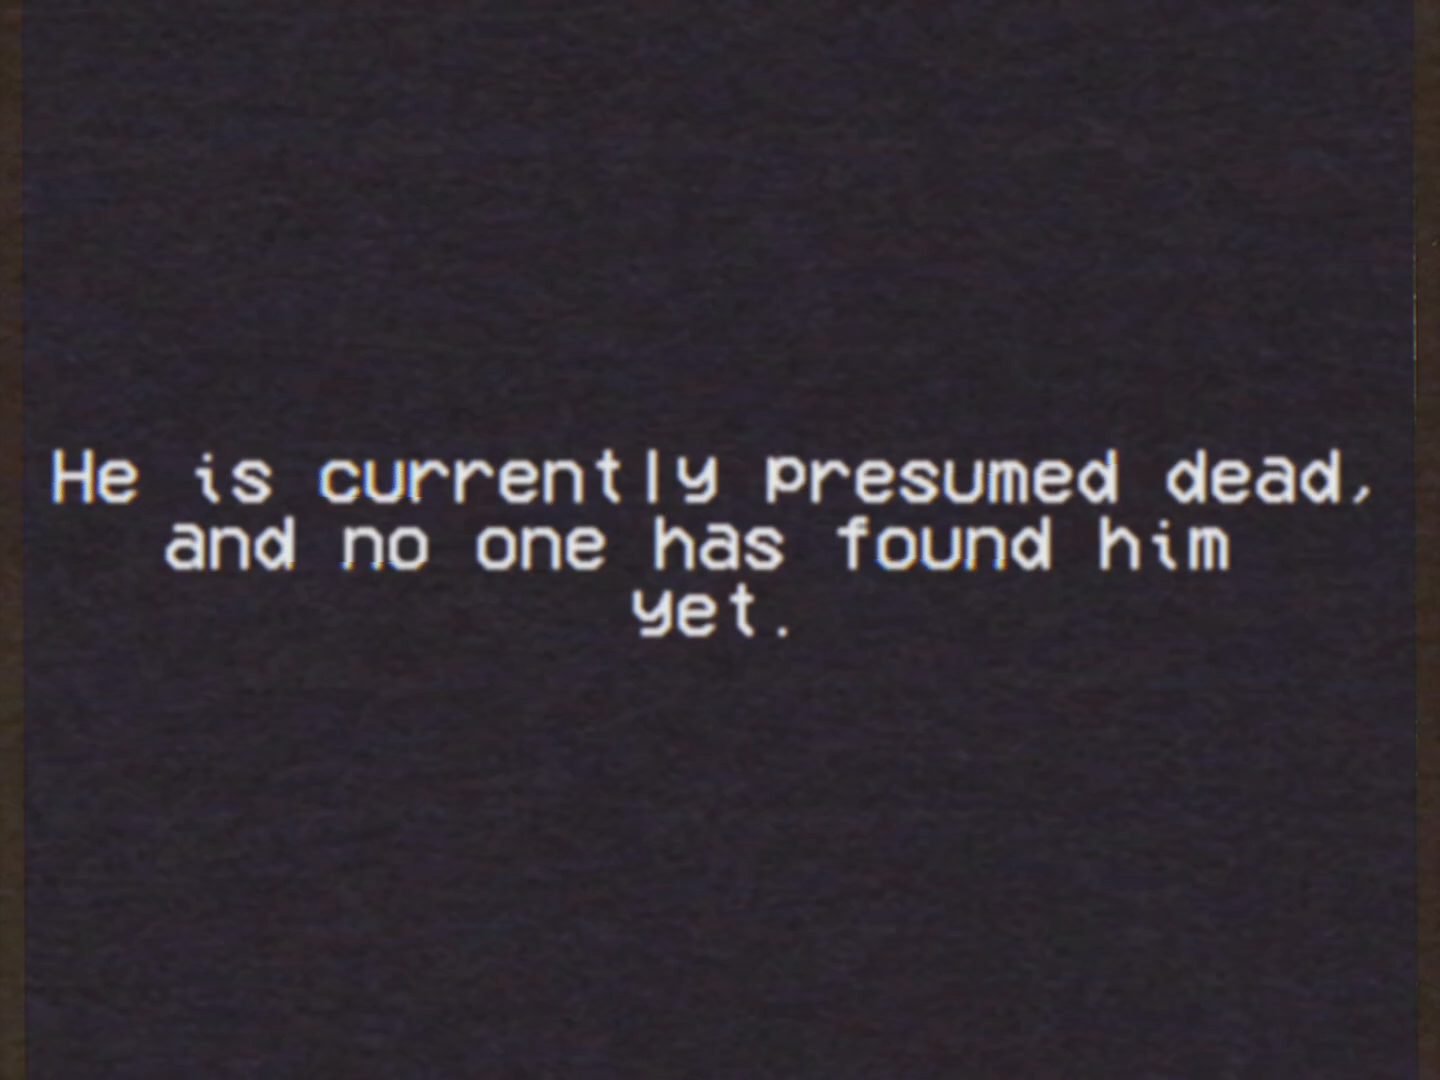 He is currently presumed dead,
and no one has found him
yet.